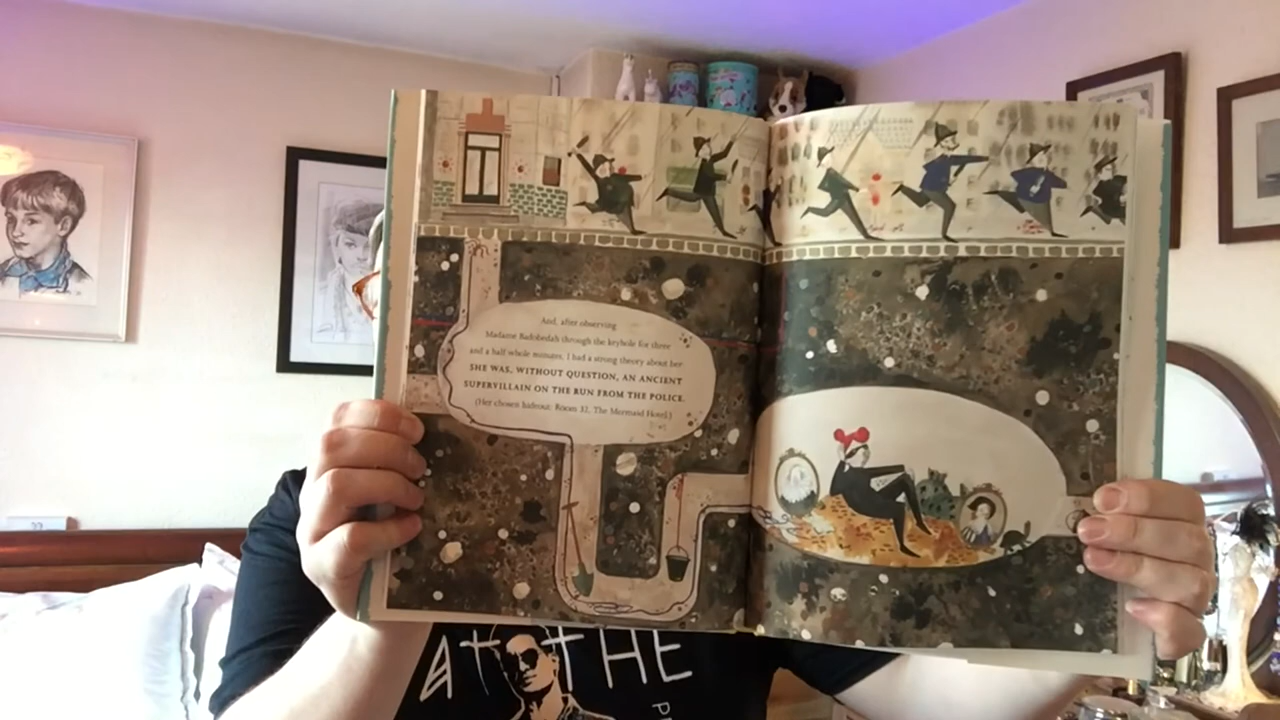 And, after observing
Madame Badobedah through the keyhole for three
and a half whole minutes, I had a strong theory about her
SHE WAS, WITHOUT QUESTION, AN ANCIENT
SUPERVILLAIN ON THE RUN FROM THE POLICE.
(Her chosen hideout: Room 32, The Mermaid Hotel.)
AT THE